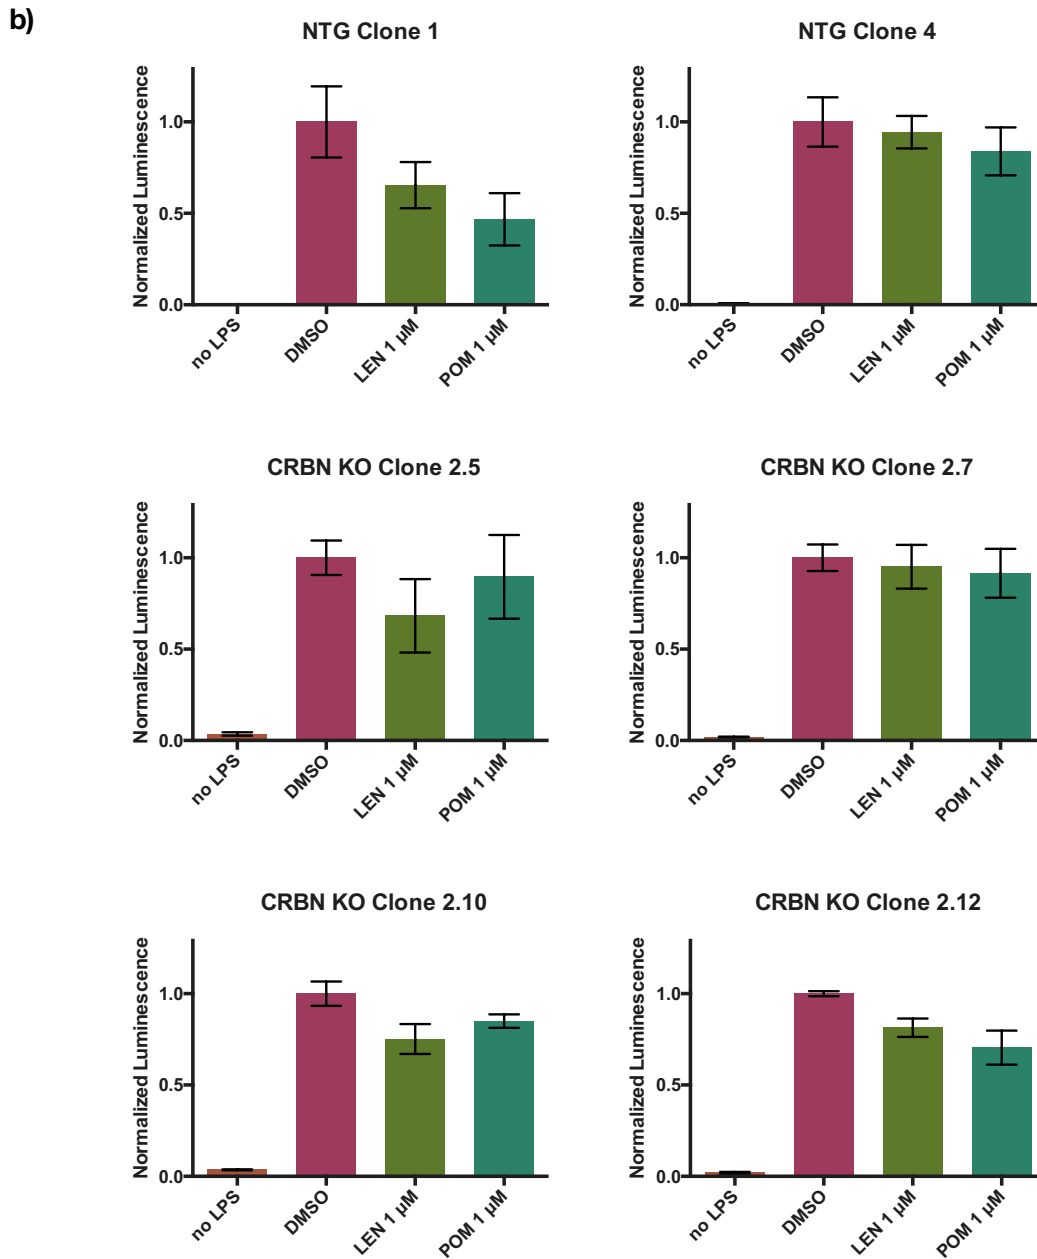 b)
NTG Clone 1
Normalized Luminescence
1.0
0.5
0.0
no LPS
DMSO
LEN 1 µM
POM 1 µM
NTG Clone 4
Normalized Luminescence
1.0
0.5
0.0
no LPS
DMSO
LEN 1 µM
POM 1 µM
CRBN KO Clone 2.5
Normalized Luminescence
1.0
0.5
0.0
no LPS
DMSO
LEN 1 µM
POM 1 µM
CRBN KO Clone 2.7
Normalized Luminescence
1.0
0.5
0.0
no LPS
DMSO
LEN 1 µM
POM 1 µM
CRBN KO Clone 2.10
Normalized Luminescence
1.0
0.5
0.0
no LPS
DMSO
LEN 1 µM
POM 1 µM
CRBN KO Clone 2.12
Normalized Luminescence
1.0
0.5
0.0
no LPS
DMSO
LEN 1 µM
POM 1 µM